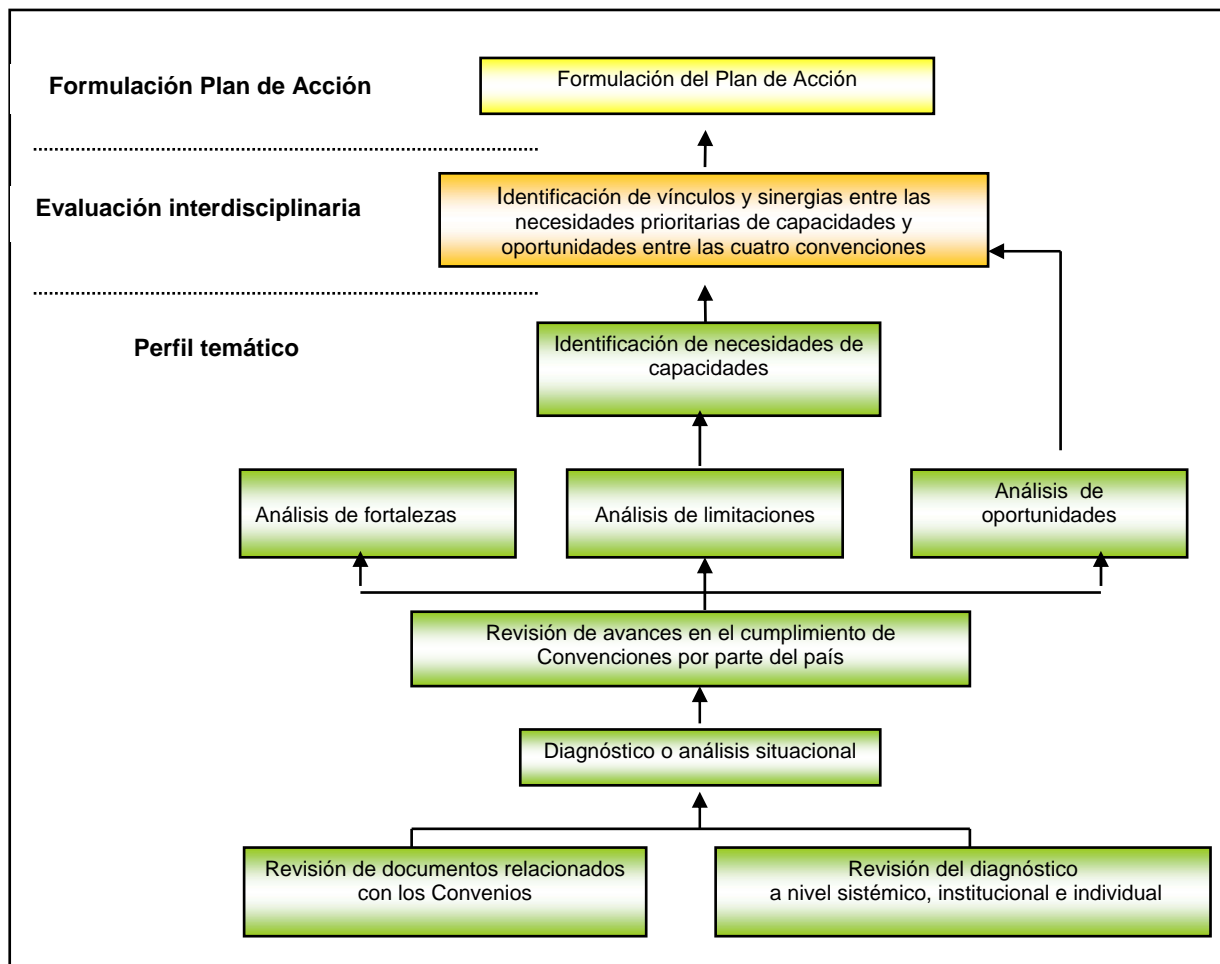 Formulación Plan de Acción
Formulación del Plan de Acción
Evaluación interdisciplinaria
Identificación de vínculos y sinergias entre las
necesidades prioritarias de capacidades y
oportunidades entre las cuatro convenciones
Perfil temático
Identificación de necesidades de
capacidades
Análisis de fortalezas
Análisis de limitaciones
Análisis de
oportunidades
Revisión de avances en el cumplimiento de
Convenciones por parte del país
Diagnóstico o análisis situacional
Revisión de documentos relacionados
con los Convenios
Revisión del diagnóstico
a nivel sistémico, institucional e individual